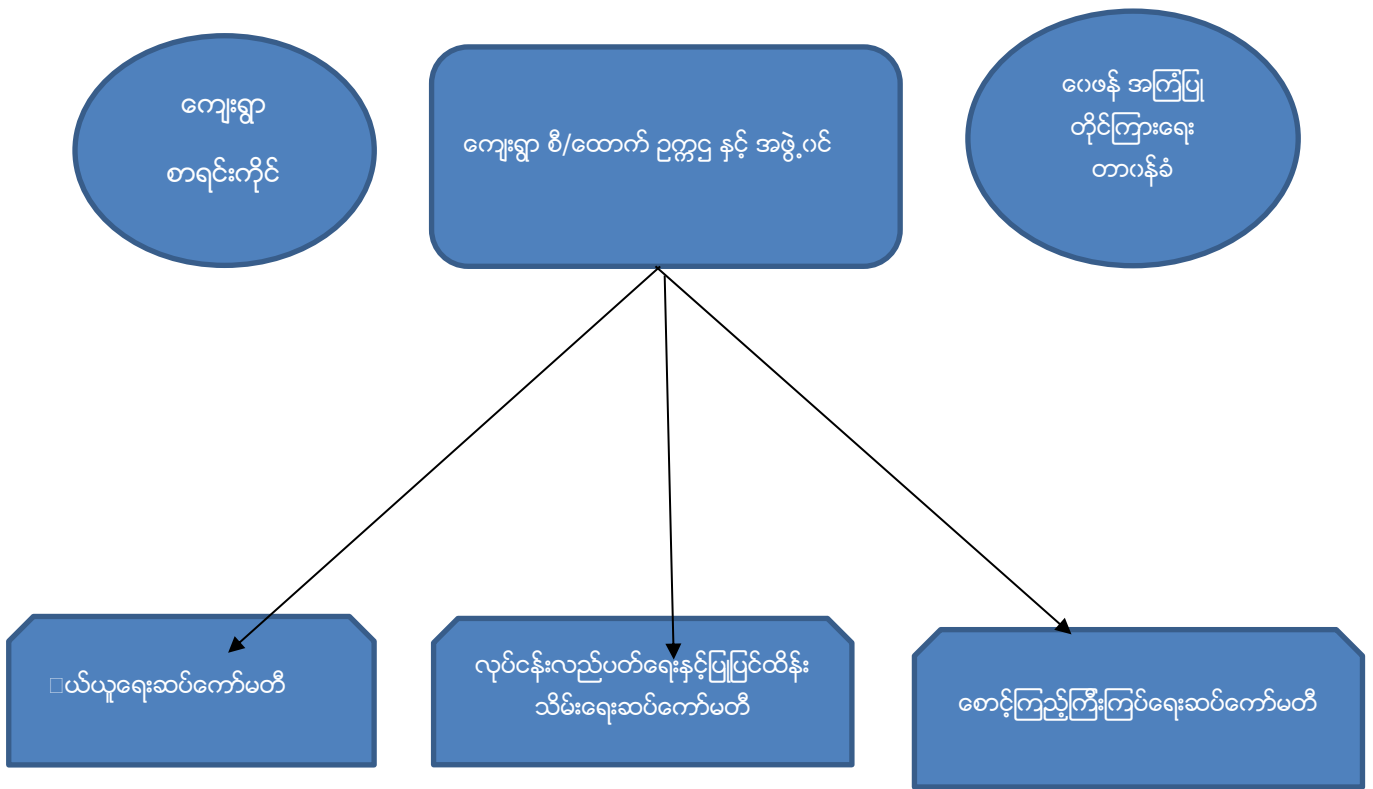 ကျေးရွာ
စာရင်းကိုင်
ကျေးရွာ စီ/ထောက် ဥက္ကဌ နှင့် အဖွဲ့၀င်
ဝေဖန် အကြံပြု
တိုင်ကြားရေး
တာ၀န်ခံ
□ယ်ယူရေးဆပ်ကော်မတီ
လုပ်ငန်းလည်ပတ်ရေးနှင့်ပြုပြင်ထိန်း
သိမ်းရေးဆပ်ကော်မတီ
စောင့်ကြည့်ကြီးကြပ်ရေးဆပ်ကော်မတီ